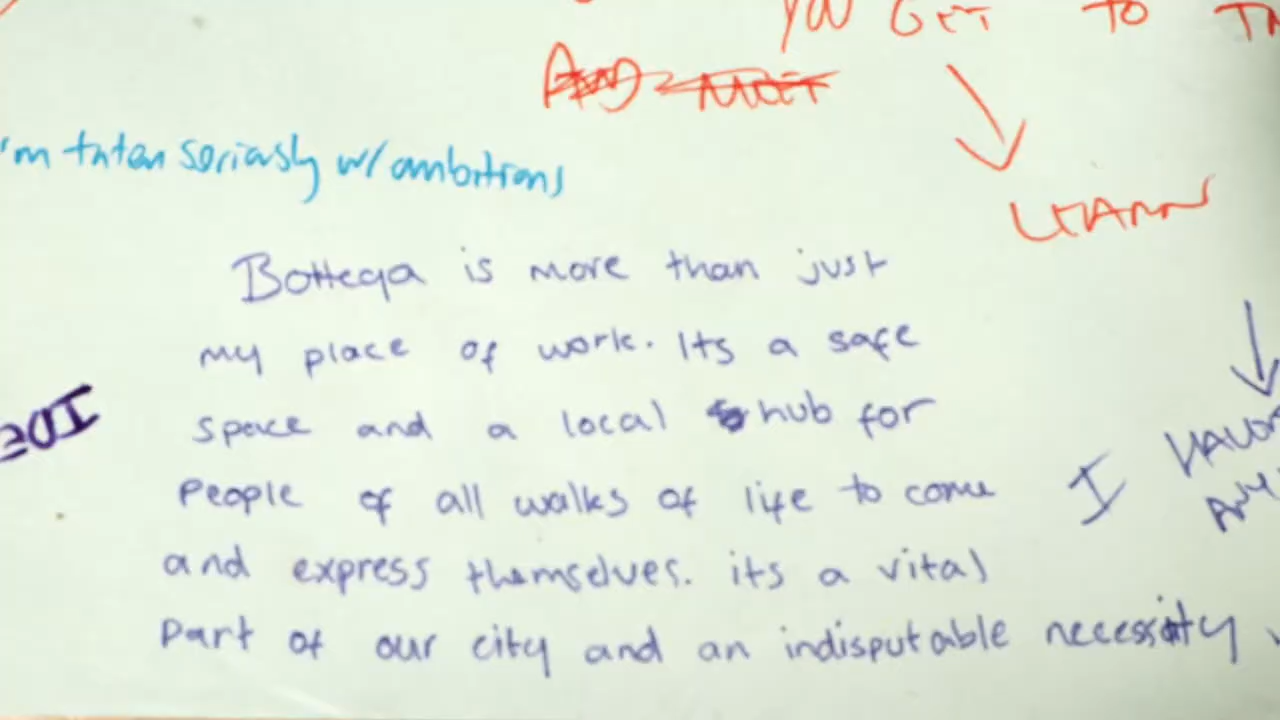 YOU GET TO
AND MEET
I'm taken seriously w/ ambitions
LEARN
Bottega is more than just
my place of work. Its a safe
space and a local hub for
people of all walks of life to come
and express themselves. its a vital
part of our city and an indisputable necessity
I